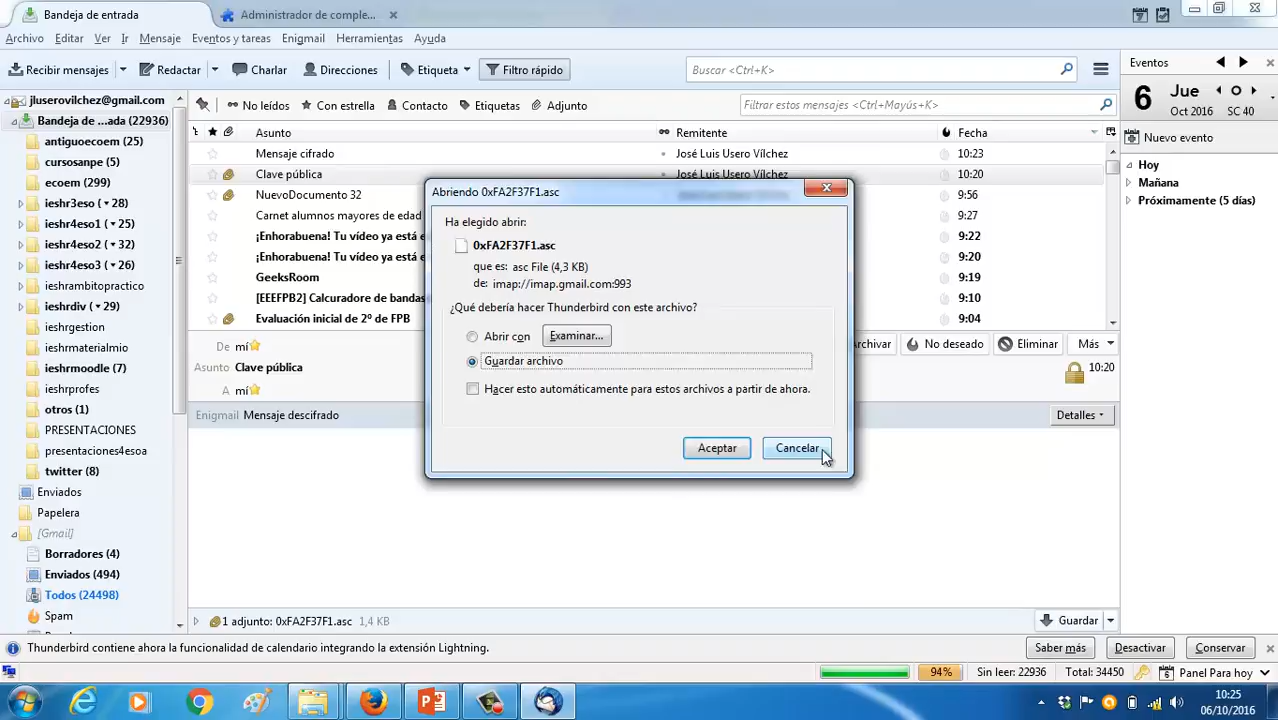 Bandeja de entrada
Administrador de comple...
Archivo Editar Ver Ir Mensaje Eventos y tareas Enigmail Herramientas Ayuda
Recibir mensajes Redactar Charlar Direcciones Etiqueta Filtro rápido Buscar <Ctrl+K>
No leídos Con estrella Contacto Etiquetas Adjunto Filtrar estos mensajes <Ctrl+Mayús+K>
Asunto Remitente Fecha
Mensaje cifrado José Luis Usero Vílchez 10:23
Clave pública José Luis Usero Vílchez 10:20
NuevoDocumento 32 9:56
Carnet alumnos mayores de edad 9:27
¡Enhorabuena! Tu vídeo ya está e 9:22
¡Enhorabuena! Tu vídeo ya está e 9:20
GeeksRoom 9:19
[EEEFPB2] Calcurador de bandas 9:10
Evaluación inicial de 2º de FPB 9:04
jluserovilchez@gmail.com
Bandeja de ...ada (22936)
antiguoecoem (25)
cursosanpe (5)
ecoem (299)
ieshr3eso (▾ 28)
ieshr4eso1 (▾ 25)
ieshr4eso2 (▾ 32)
ieshr4eso3 (▾ 26)
ieshrambitopractico
ieshrdiv (▾ 29)
ieshrgestion
ieshrmaterialmio
ieshrmoodle (7)
ieshrprofes
otros (1)
PRESENTACIONES
presentaciones4esoa
twitter (8)
Enviados
Papelera
[Gmail]
Borradores (4)
Enviados (494)
Todos (24498)
Spam
Abriendo 0xFA2F37F1.asc
Ha elegido abrir:
0xFA2F37F1.asc
que es: asc File (4,3 KB)
de: imap://imap.gmail.com:993
¿Qué debería hacer Thunderbird con este archivo?
Abrir con Examinar...
Guardar archivo
Hacer esto automáticamente para estos archivos a partir de ahora.
Aceptar Cancelar
De mí
Archivar No deseado Eliminar Más
Asunto Clave pública 10:20
A mí
Enigmail Mensaje descifrado Detalles
1 adjunto: 0xFA2F37F1.asc 1,4 KB Guardar
Eventos
6 Jue
Oct 2016 SC 40
Nuevo evento
Hoy
Mañana
Próximamente (5 días)
Thunderbird contiene ahora la funcionalidad de calendario integrando la extensión Lightning. Saber más Desactivar Conservar
94% Sin leer: 22936 Total: 34450 6 Panel Para hoy
10:25
06/10/2016